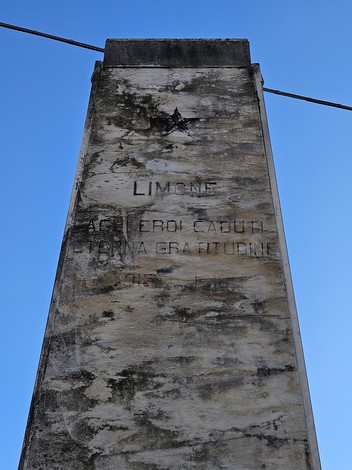 LIMONE
AGLI EROI CADUTI
ETERNA GRATITUDINE